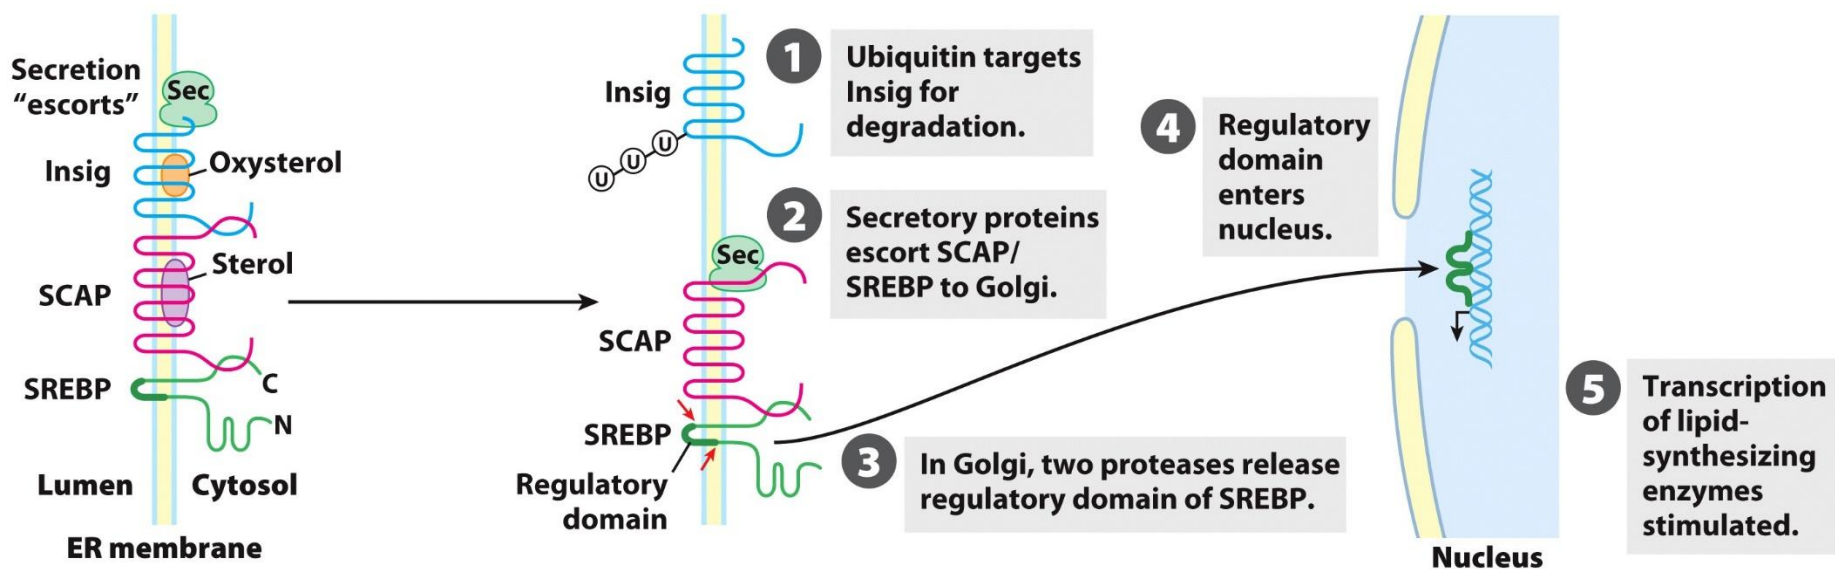 Secretion
“escorts”
Sec
Insig
Oxysterol
Sterol
SCAP
SREBP
C
N
Lumen
Cytosol
ER membrane
Insig
U
U
U
1
Ubiquitin targets
Insig for
degradation.
2
Secretory proteins
escort SCAP/
SREBP to Golgi.
Sec
SCAP
SREBP
Regulatory
domain
3
In Golgi, two proteases release
regulatory domain of SREBP.
4
Regulatory
domain
enters
nucleus.
Nucleus
5
Transcription
of lipid-
synthesizing
enzymes
stimulated.